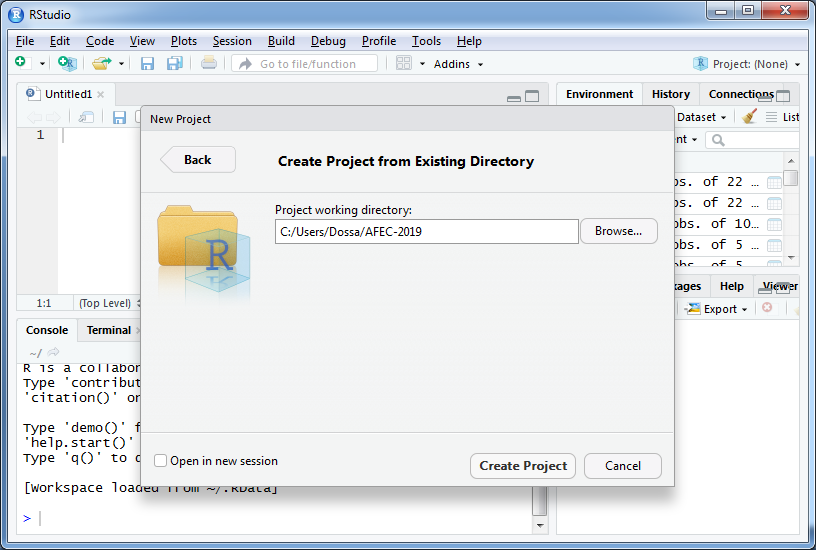 RStudio
File Edit Code View Plots Session Build Debug Profile Tools Help
Go to file/function Addins Project: (None)
Untitled1
Environment History Connections
Dataset List
1
New Project
Back Create Project from Existing Directory
Project working directory:
C:/Users/Dossa/AFEC-2019 Browse...
bs. of 22 ...
bs. of 22 ...
obs. of 10...
obs. of 5 ...
obs. of 5
1:1 (Top Level)
kages Help Viewer
Export
Console Terminal
~/
R is a collabor
Type 'contribut
'citation()' on
Type 'demo()' f
'help.start()'
Type 'q()' to q
[Workspace loaded from ~/.RData]
>
Open in new session Create Project Cancel